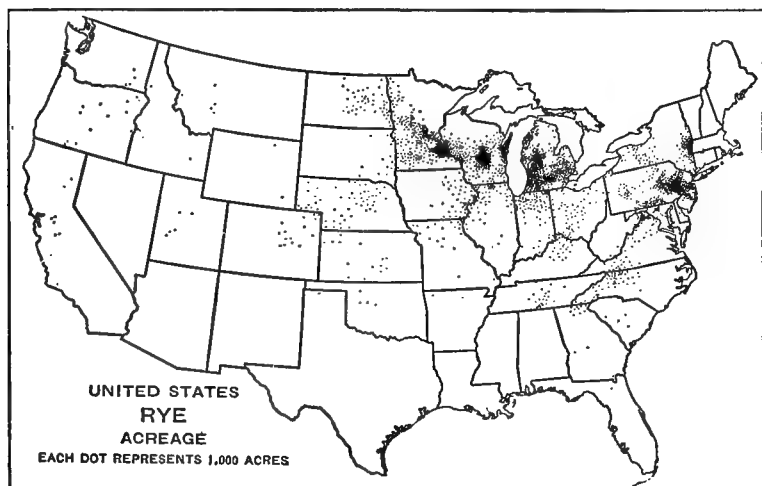 UNITED STATES
RYE
ACREAGE
EACH DOT REPRESENTS 1,000 ACRES